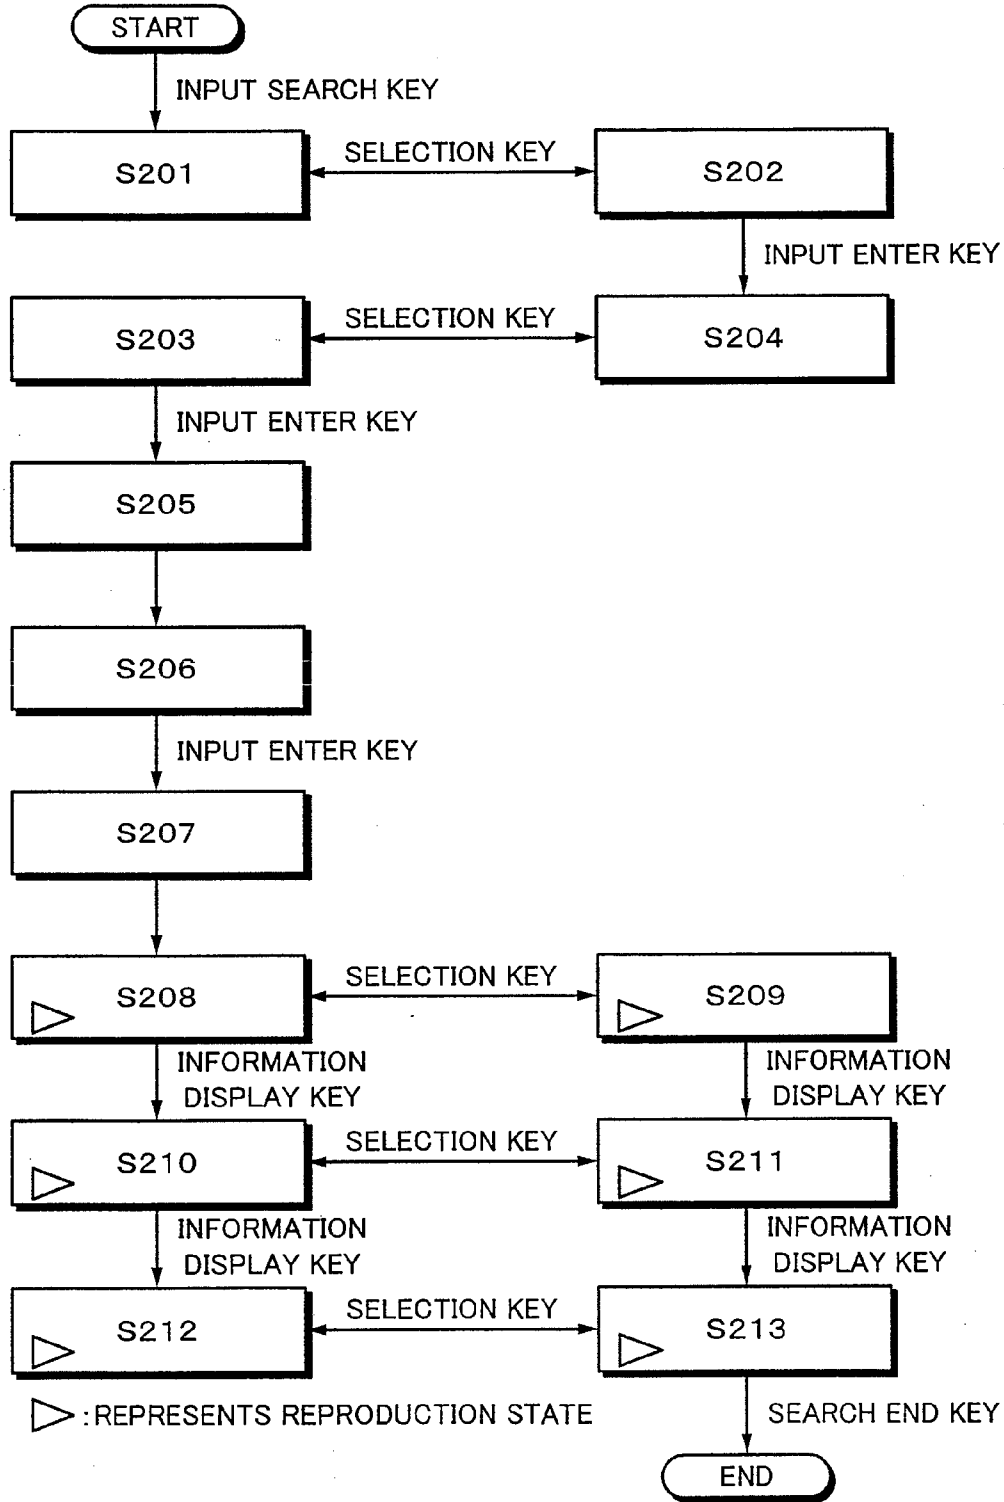 START
INPUT SEARCH KEY
S201
SELECTION KEY
S202
INPUT ENTER KEY
S203
SELECTION KEY
S204
INPUT ENTER KEY
S205
S206
INPUT ENTER KEY
S207
S208
SELECTION KEY
S209
INFORMATION
DISPLAY KEY
INFORMATION
DISPLAY KEY
S210
SELECTION KEY
S211
INFORMATION
DISPLAY KEY
INFORMATION
DISPLAY KEY
S212
SELECTION KEY
S213
:REPRESENTS REPRODUCTION STATE
SEARCH END KEY
END